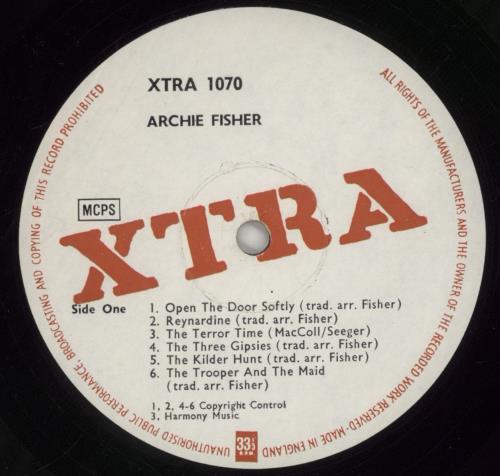 XTRA 1070
ARCHIE FISHER
MCPS
XTRA
Side One
1. Open The Door Softly (trad. arr. Fisher)
2. Reynardine (trad. arr. Fisher)
3. The Terror Time (MacColl/Seeger)
4. The Three Gipsies (trad. arr. Fisher)
5. The Kilder Hunt (trad. arr. Fisher)
6. The Trooper And The Maid
(trad. arr. Fisher)
1, 2, 4-6 Copyright Control
3, Harmony Music
33⅓
R.P.M.
ALL RIGHTS OF THE MANUFACTURERS AND THE OWNER OF THE RECORDED WORK RESERVED · MADE IN ENGLAND
UNAUTHORISED PUBLIC PERFORMANCE, BROADCASTING AND COPYING OF THIS RECORD PROHIBITED